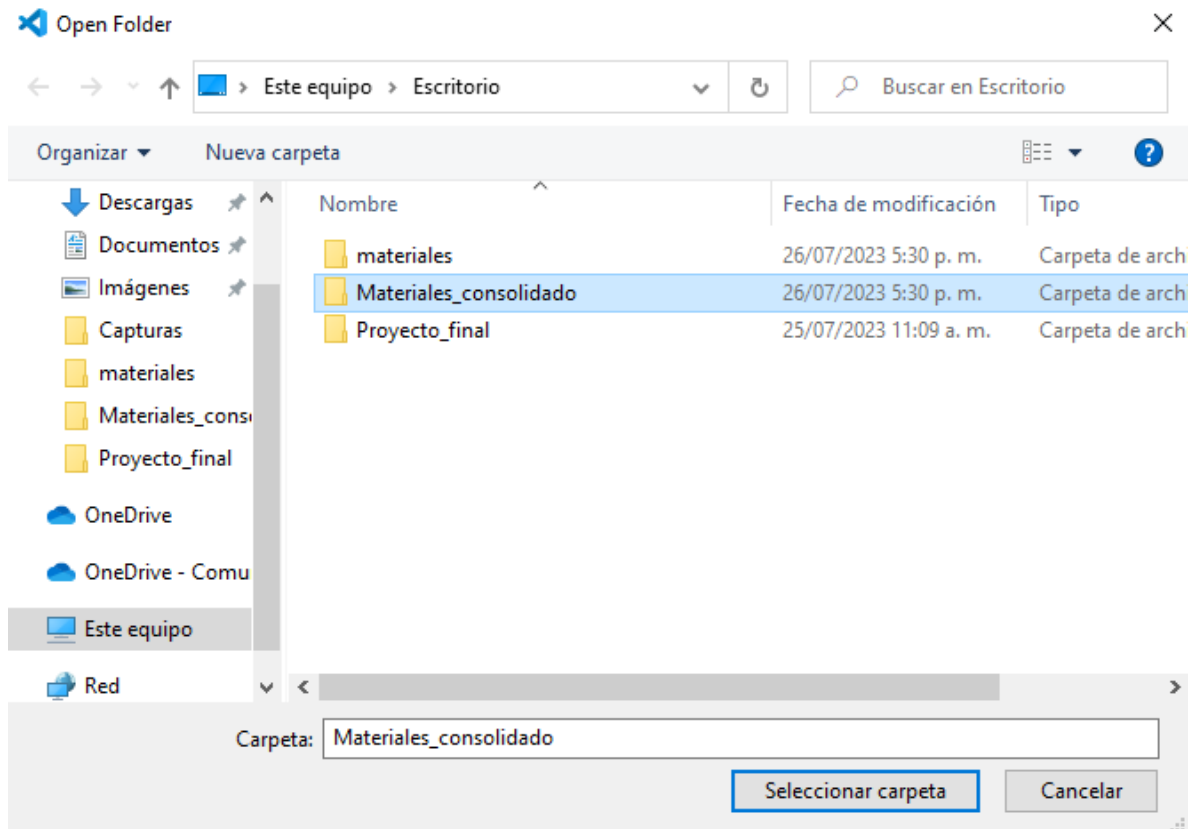 Open Folder
Este equipo > Escritorio
Buscar en Escritorio
Organizar
Nueva carpeta
Descargas
Documentos
Imágenes
Capturas
materiales
Materiales_conso
Proyecto_final
OneDrive
OneDrive - Comu
Este equipo
Red
Nombre Fecha de modificación Tipo
materiales 26/07/2023 5:30 p. m. Carpeta de arch
Materiales_consolidado 26/07/2023 5:30 p. m. Carpeta de arch
Proyecto_final 25/07/2023 11:09 a. m. Carpeta de arch
Carpeta: Materiales_consolidado
Seleccionar carpeta Cancelar